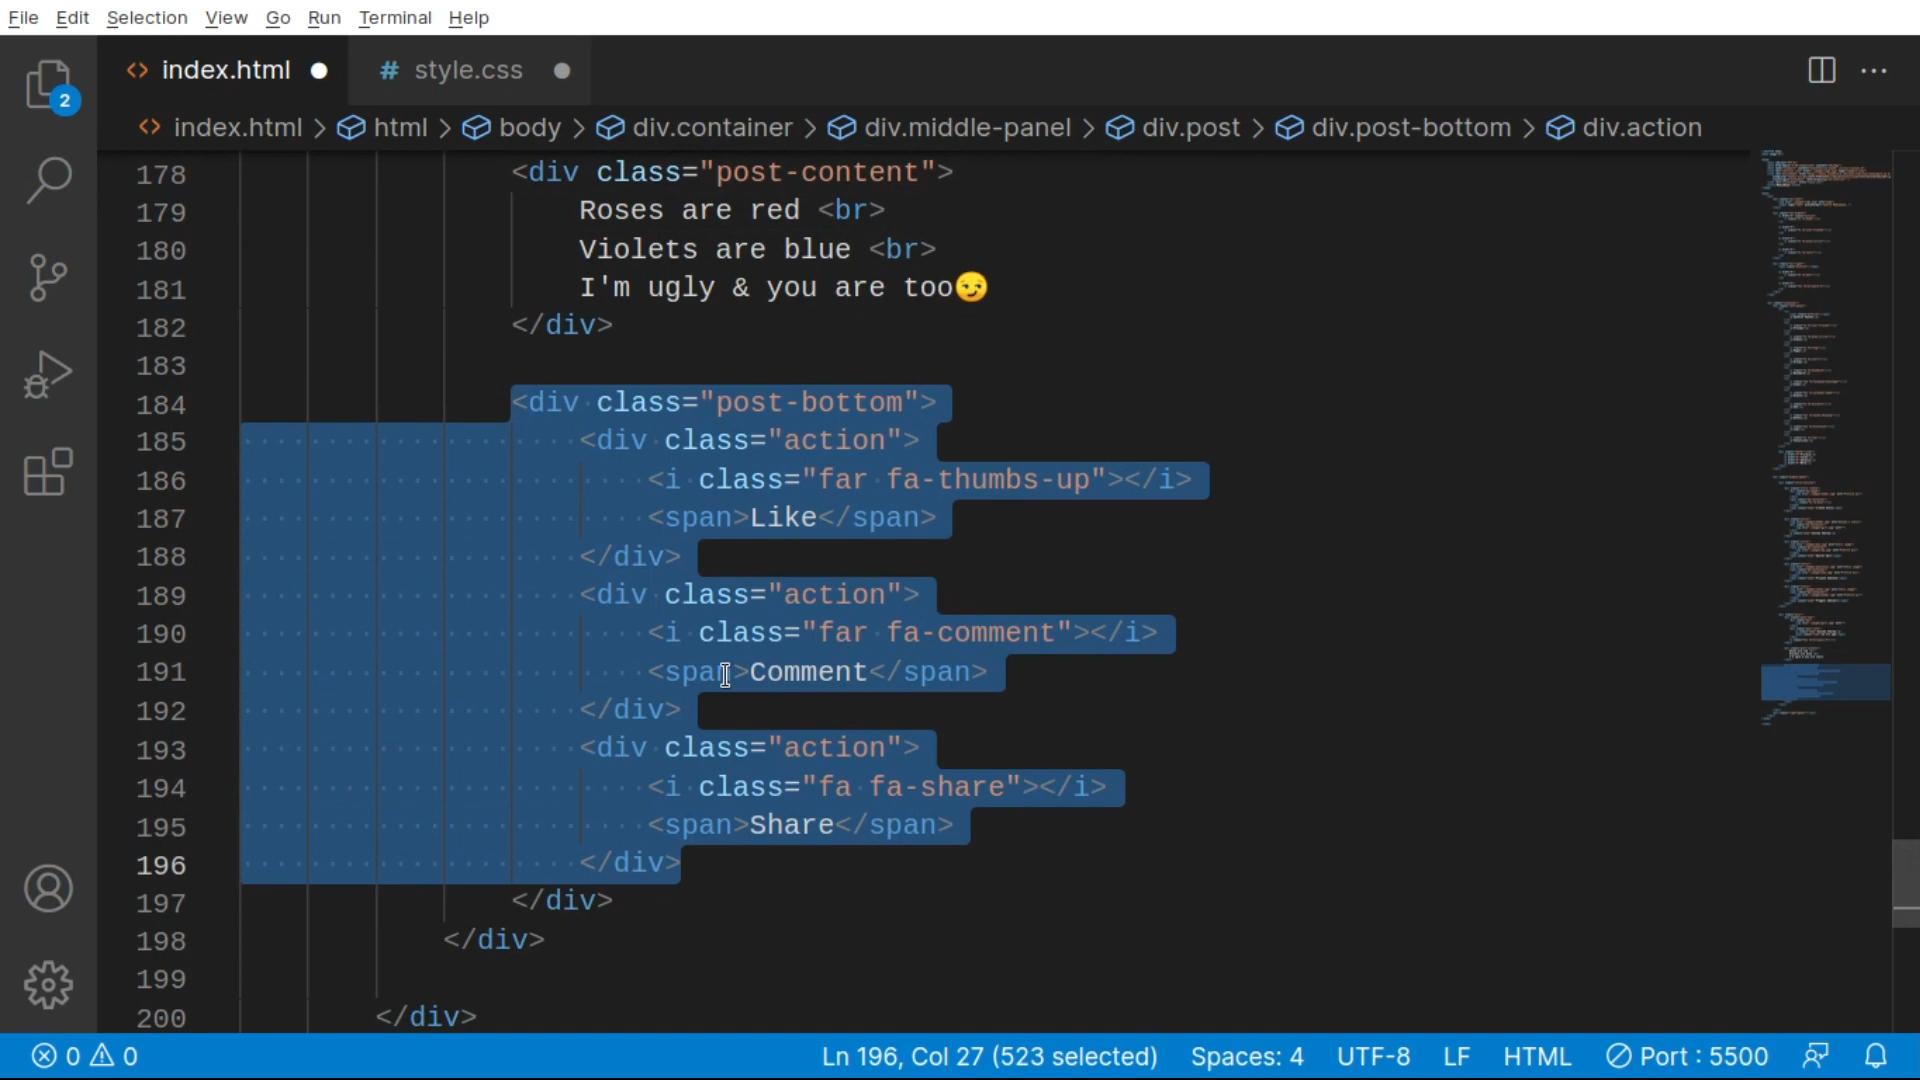 File Edit Selection View Go Run Terminal Help
index.html # style.css
2
index.html > html > body > div.container > div.middle-panel > div.post > div.post-bottom > div.action
178 <div class="post-content">
179 Roses are red <br>
180 Violets are blue <br>
181 I'm ugly & you are too😏
182 </div>
183
184 <div class="post-bottom">
185 <div class="action">
186 <i class="far fa-thumbs-up"></i>
187 <span>Like</span>
188 </div>
189 <div class="action">
190 <i class="far fa-comment"></i>
191 <span>Comment</span>
192 </div>
193 <div class="action">
194 <i class="fa fa-share"></i>
195 <span>Share</span>
196 </div>
197 </div>
198 </div>
199
200 </div>
0 0 Ln 196, Col 27 (523 selected) Spaces: 4 UTF-8 LF HTML Port : 5500